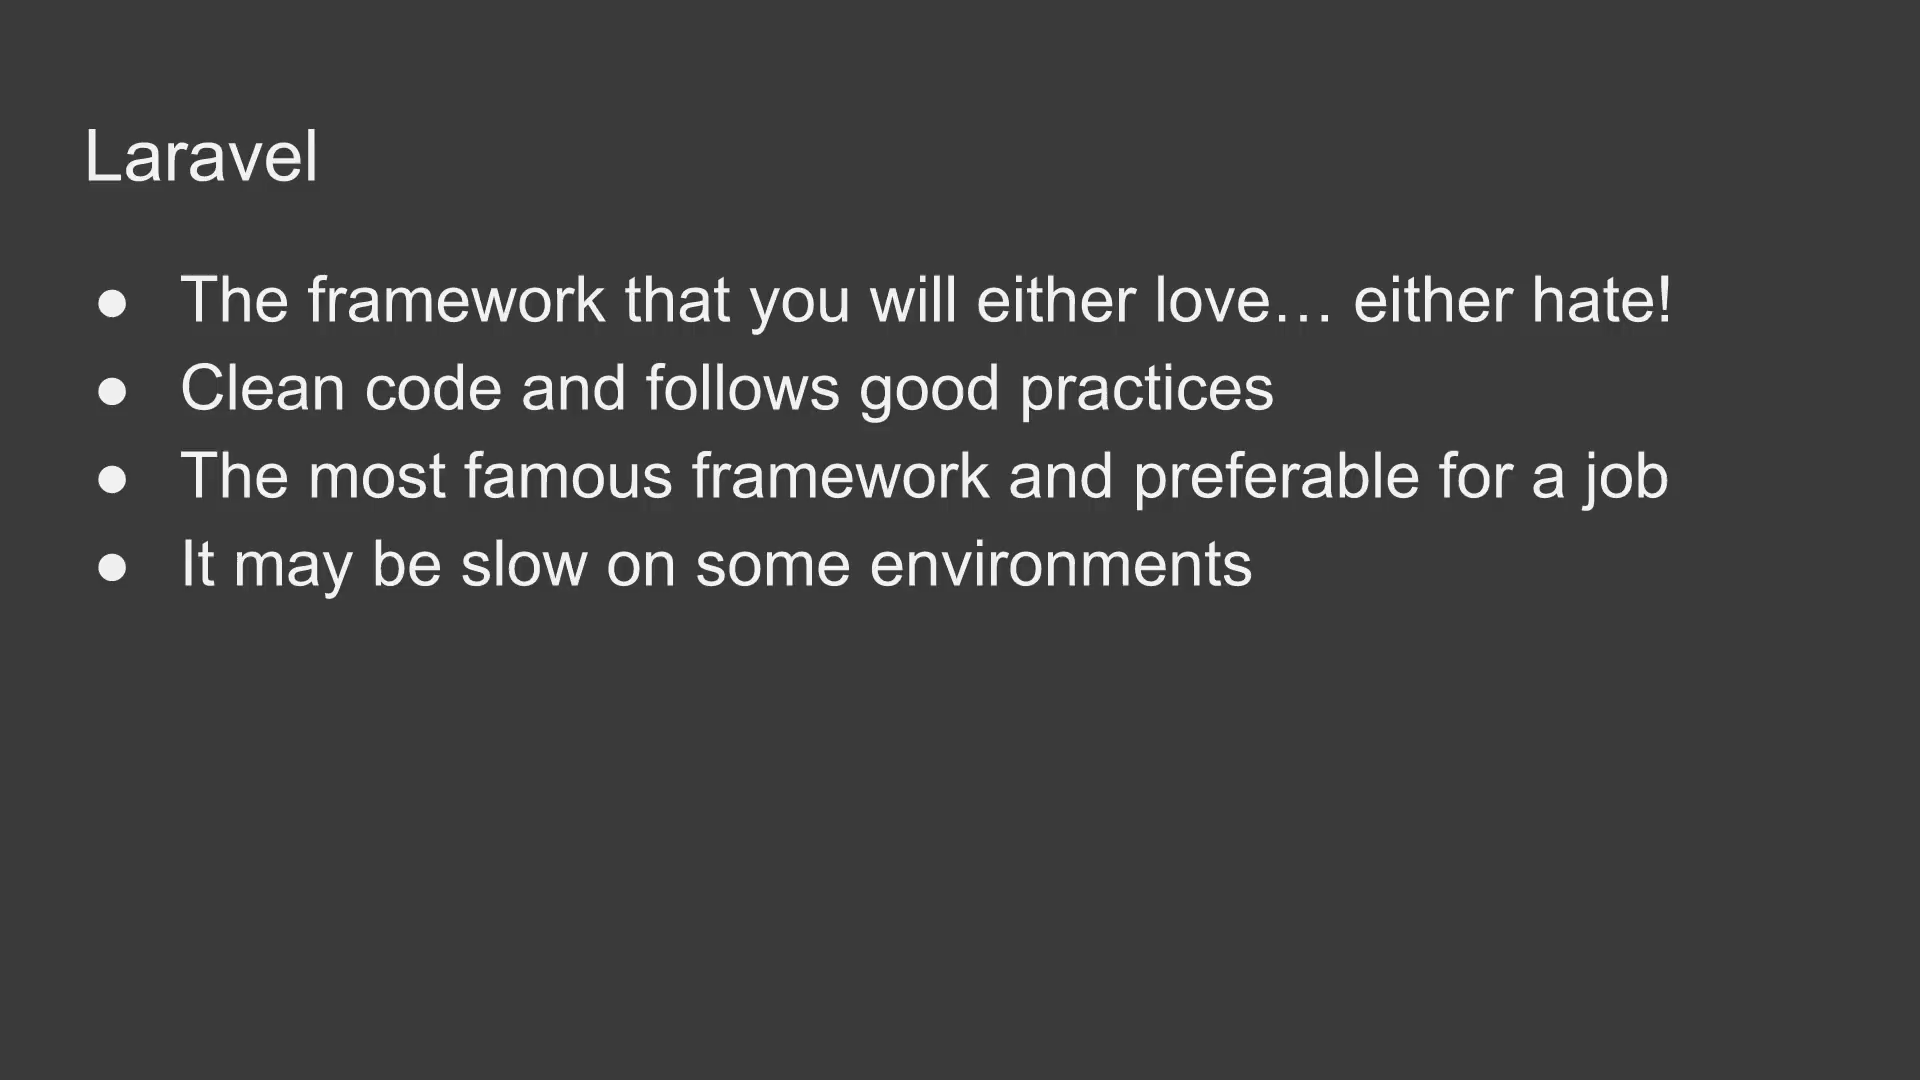 Laravel
● The framework that you will either love… either hate!
● Clean code and follows good practices
● The most famous framework and preferable for a job
● It may be slow on some environments